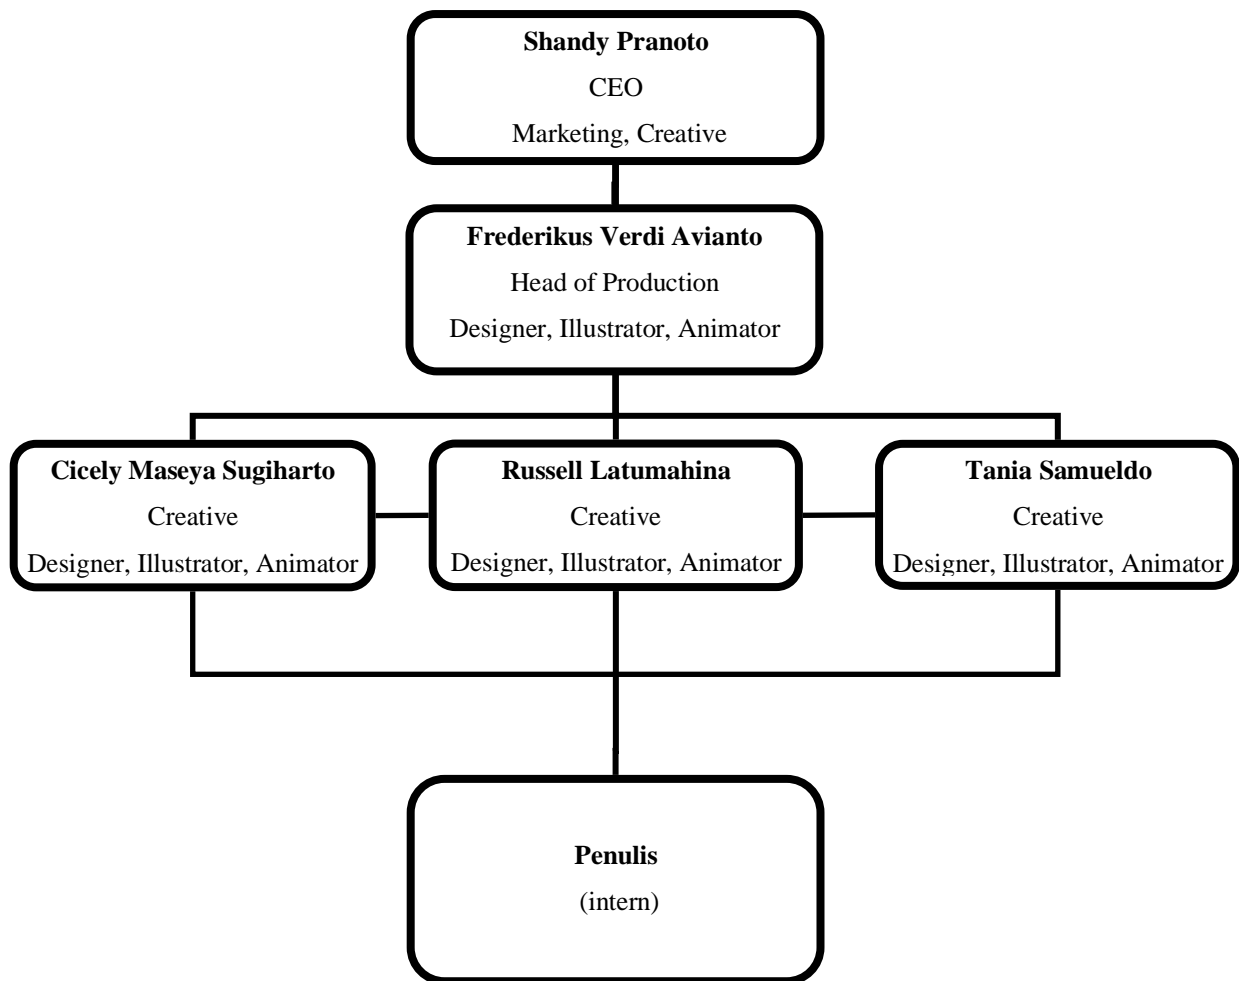 Shandy Pranoto
CEO
Marketing, Creative
Frederikus Verdi Avianto
Head of Production
Designer, Illustrator, Animator
Cicely Maseya Sugiharto
Creative
Designer, Illustrator, Animator
Russell Latumahina
Creative
Designer, Illustrator, Animator
Tania Samueldo
Creative
Designer, Illustrator, Animator
Penulis
(intern)